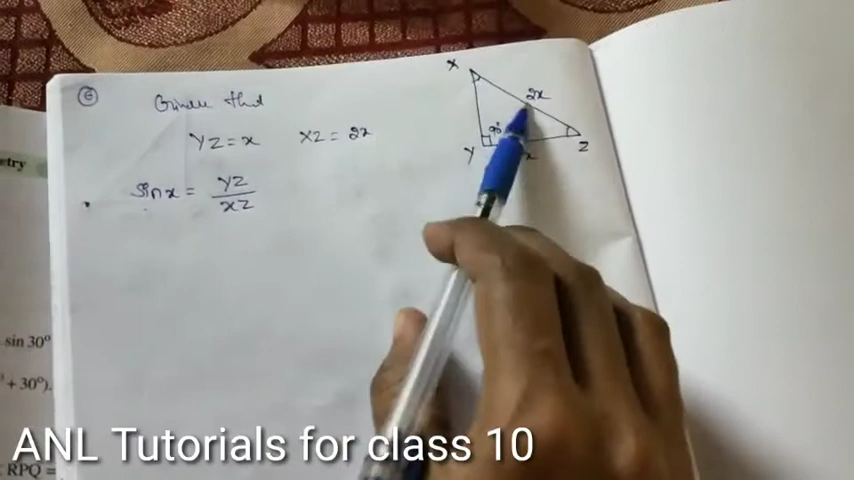 6 Given that
YZ = x XZ = 2x
sin x = YZ / XZ
X
2x
90°
Y x Z
etry
sin 30°
+ 30°).
RPQ =
ANL Tutorials for class 10